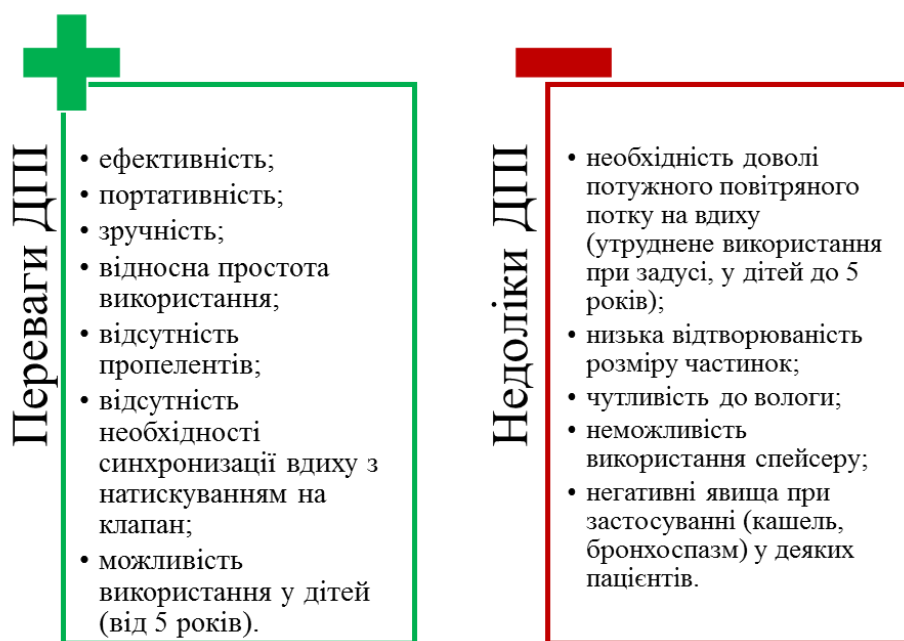 Переваги ДПІ
• ефективність;
• портативність;
• зручність;
• відносна простота
використання;
• відсутність
пропелентів;
• відсутність
необхідності
синхронизації вдиху з
натискуванням на
клапан;
• можливість
використання у дітей
(від 5 років).
Недоліки ДПІ
• необхідність доволі
потужного повітряного
потоку на вдиху
(утруднене використання
при задусі, у дітей до 5
років);
• низька відтворюваність
розміру частинок;
• чутливість до вологи;
• неможливість
використання спейсеру;
• негативні явища при
застосуванні (кашель,
бронхоспазм) у деяких
пацієнтів.